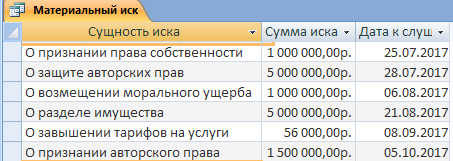 Материальный иск
Сущность иска Сумма иска Дата к слуш
О признании права собственности 1 000 000,00р. 25.07.2017
О защите авторских прав 5 000 000,00р. 28.07.2017
О возмещении морального ущерба 1 000 000,00р. 06.08.2017
О разделе имущества 5 000 000,00р. 21.08.2017
О завышении тарифов на услуги 56 000,00р. 08.09.2017
О признании авторского права 1 500 000,00р. 05.10.2017